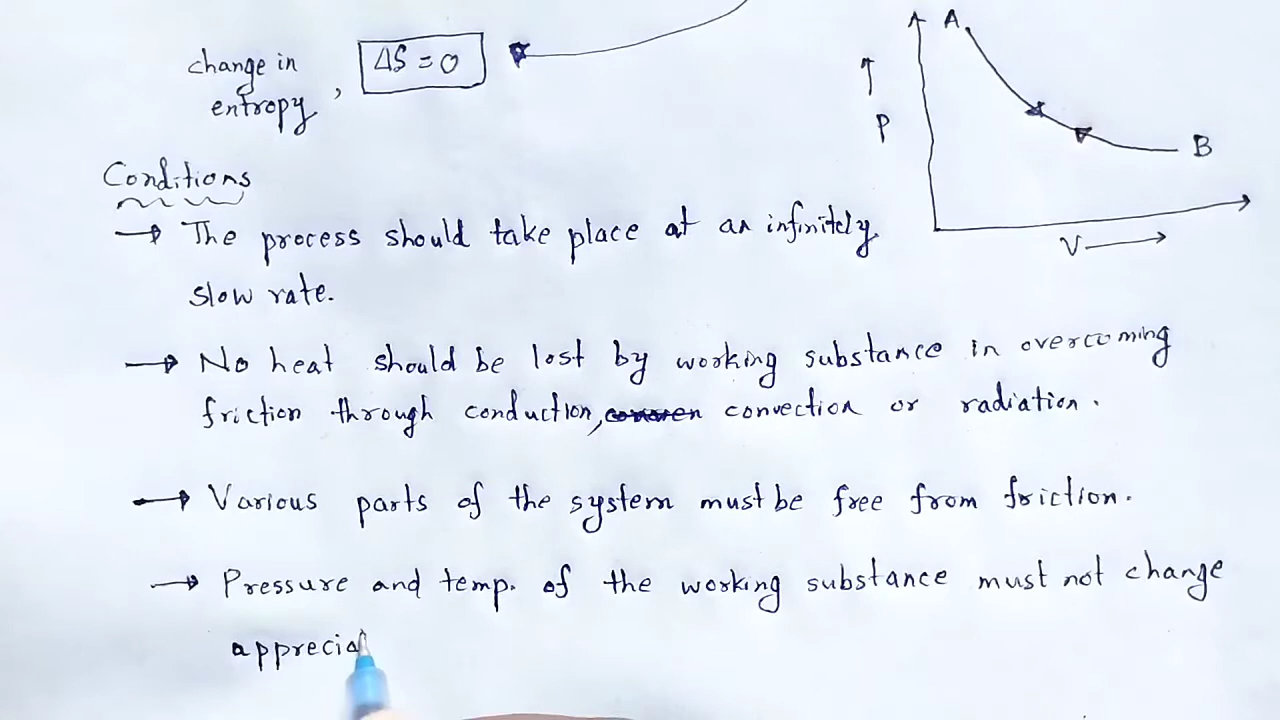 change in
entropy, ΔS = 0
A
P
B
V
Conditions
→ The process should take place at an infinitely
slow rate.
→ No heat should be lost by working substance in overcoming
friction through conduction, convection or radiation.
→ Various parts of the system must be free from friction.
→ Pressure and temp. of the working substance must not change
apprecia